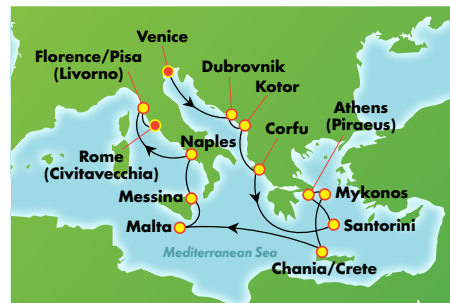 Venice
Florence/Pisa
(Livorno)
Dubrovnik
Kotor
Athens
(Piraeus)
Corfu
Naples
Rome
(Civitavecchia)
Messina
Mykonos
Malta
Santorini
Mediterranean Sea
Chania/Crete